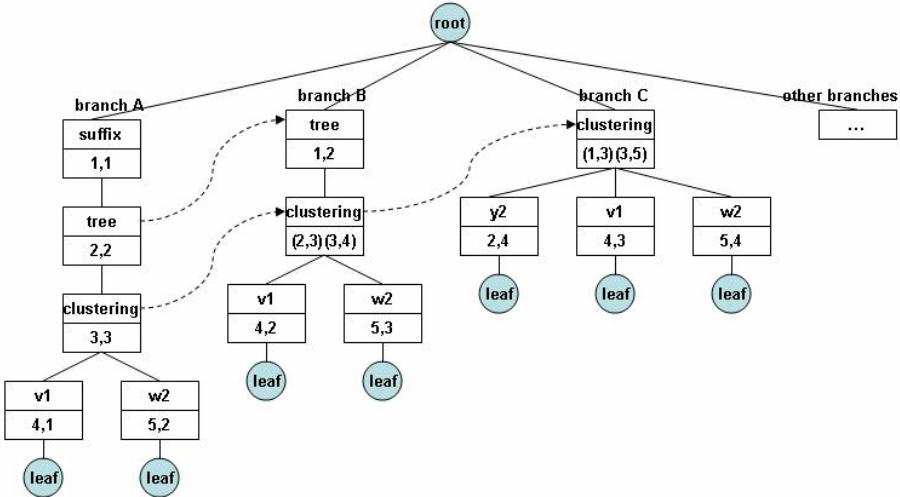 root
branch A
branch B
branch C
other branches
suffix
1,1
tree
2,2
clustering
3,3
v1
4,1
leaf
w2
5,2
leaf
tree
1,2
clustering
(2,3)(3,4)
v1
4,2
leaf
w2
5,3
leaf
clustering
(1,3)(3,5)
y2
2,4
leaf
v1
4,3
leaf
w2
5,4
leaf
...